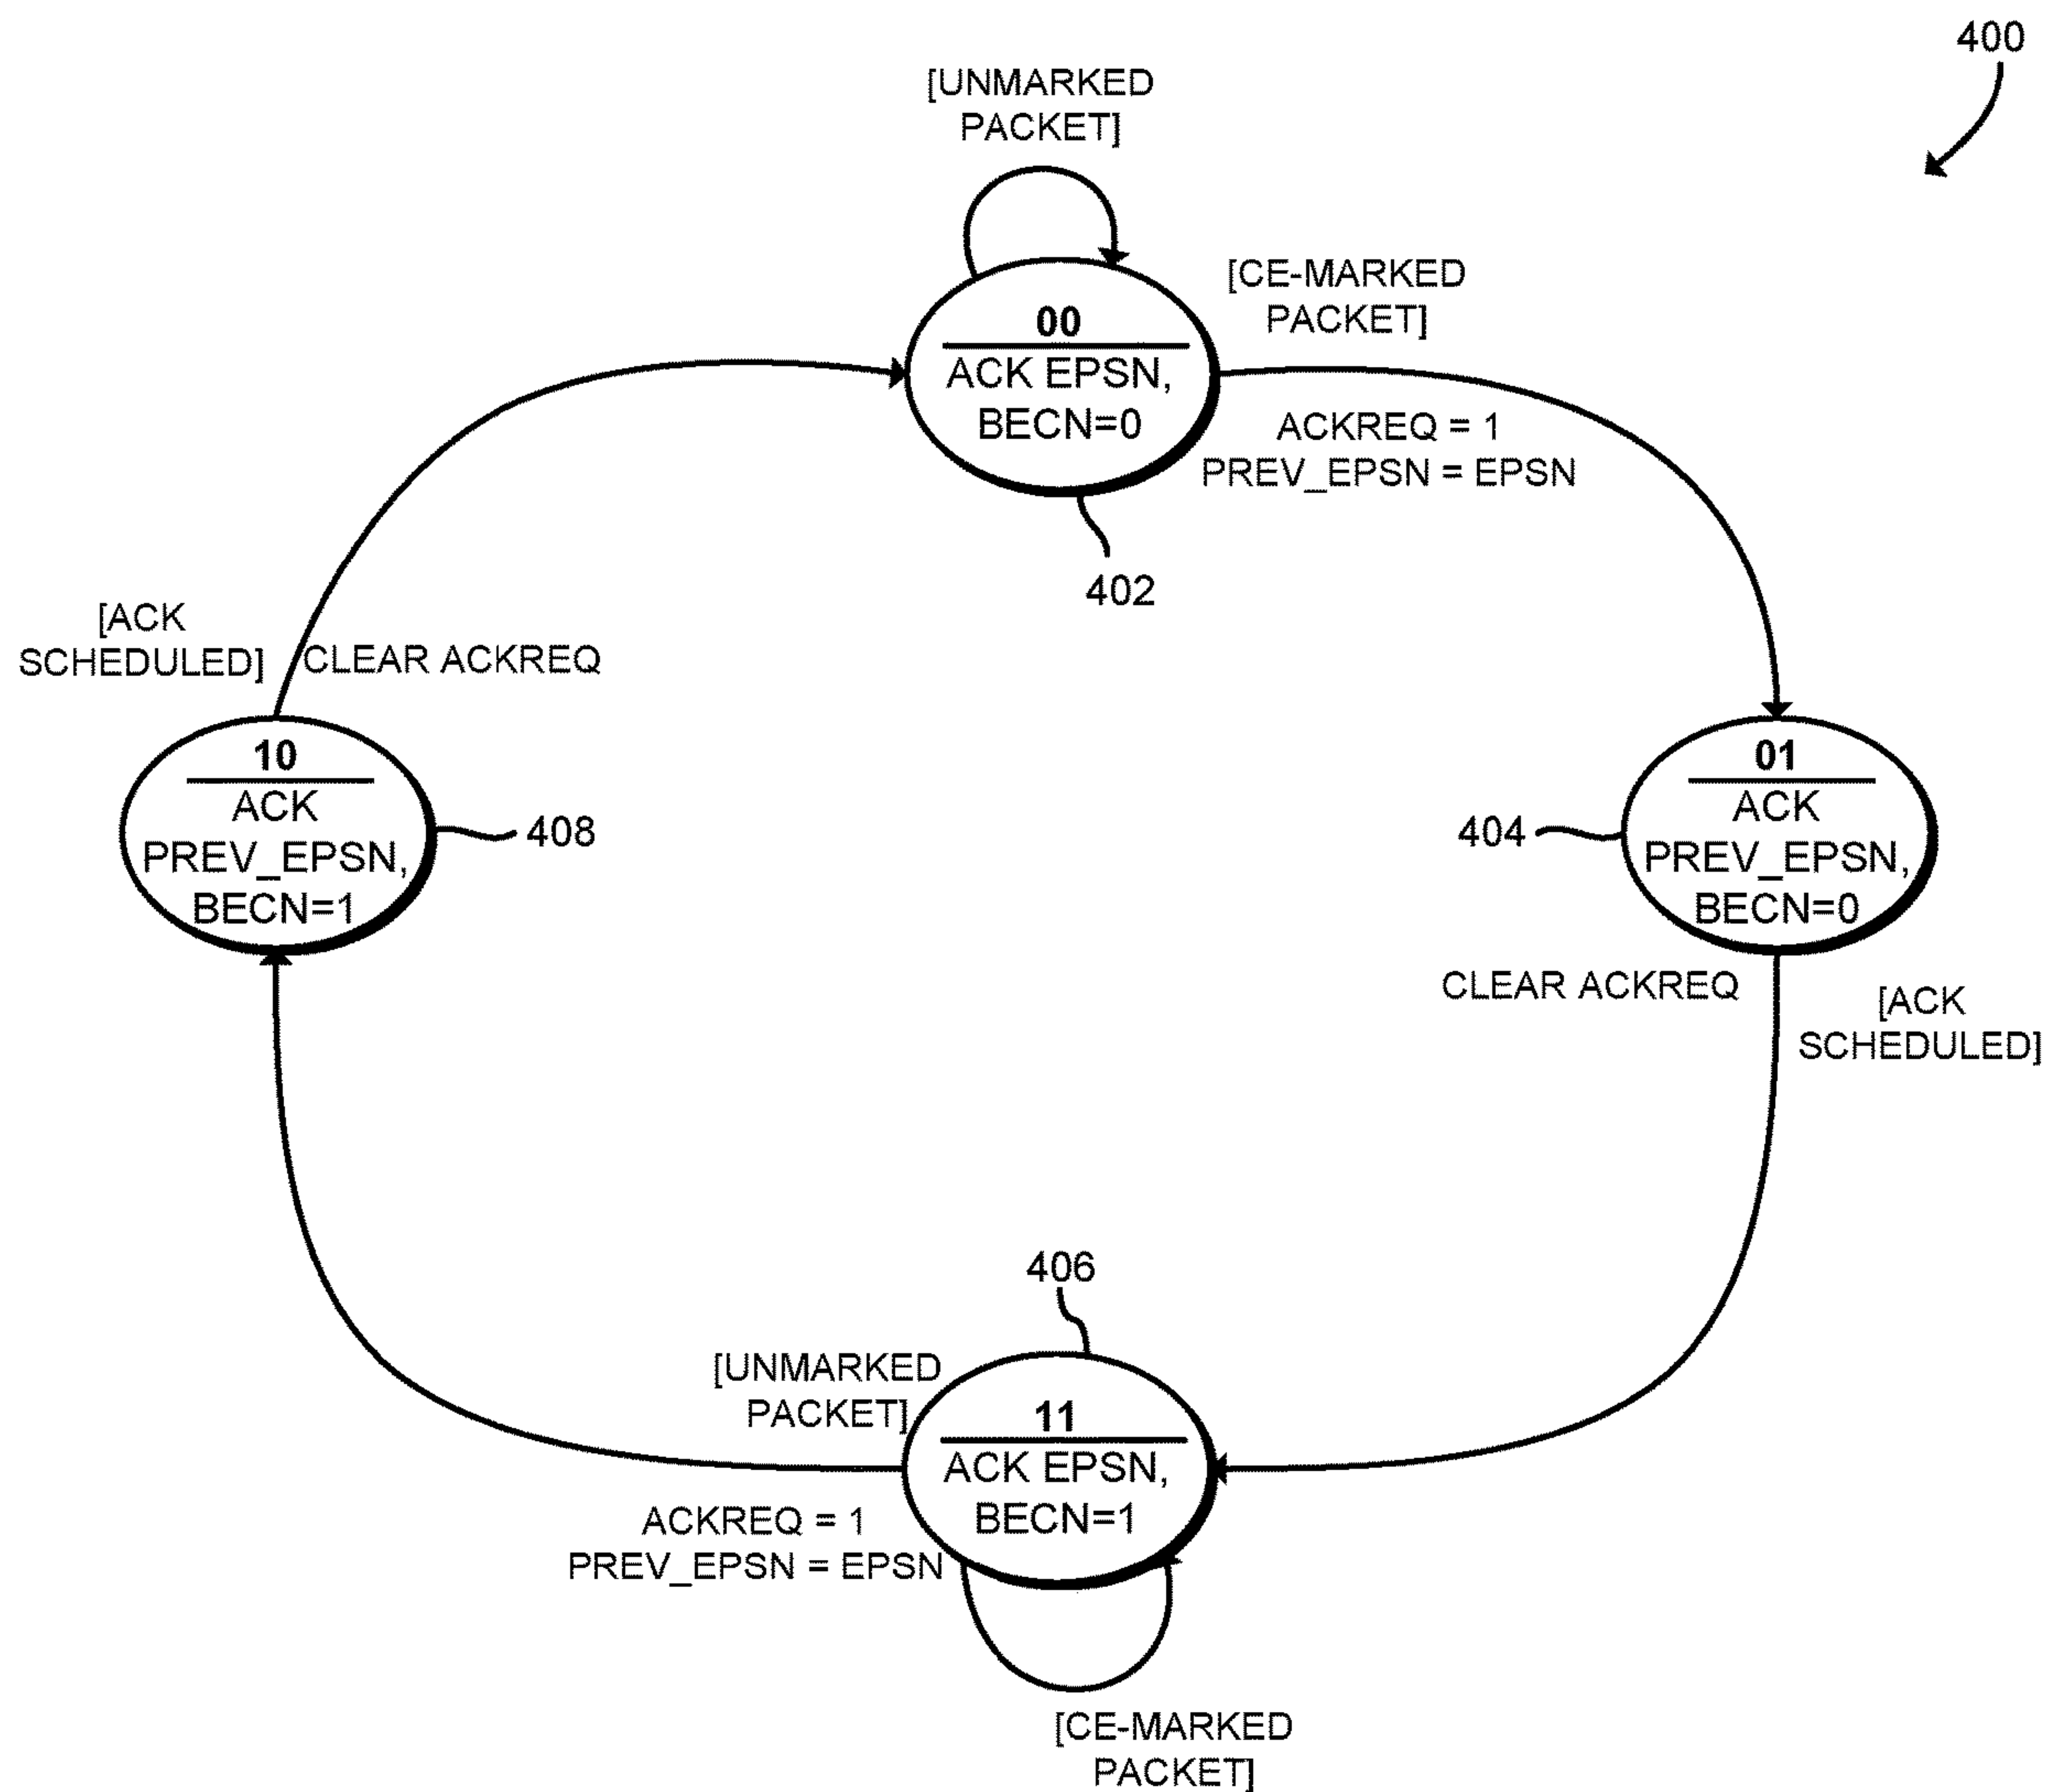 400
[UNMARKED
PACKET]
[CE-MARKED
PACKET]
00
ACK EPSN,
BECN=0
ACKREQ = 1
PREV_EPSN = EPSN
402
[ACK
SCHEDULED]
CLEAR ACKREQ
10
ACK
PREV_EPSN,
BECN=1
408
01
ACK
PREV_EPSN,
BECN=0
404
CLEAR ACKREQ
[ACK
SCHEDULED]
406
[UNMARKED
PACKET]
11
ACK EPSN,
BECN=1
ACKREQ = 1
PREV_EPSN = EPSN
[CE-MARKED
PACKET]